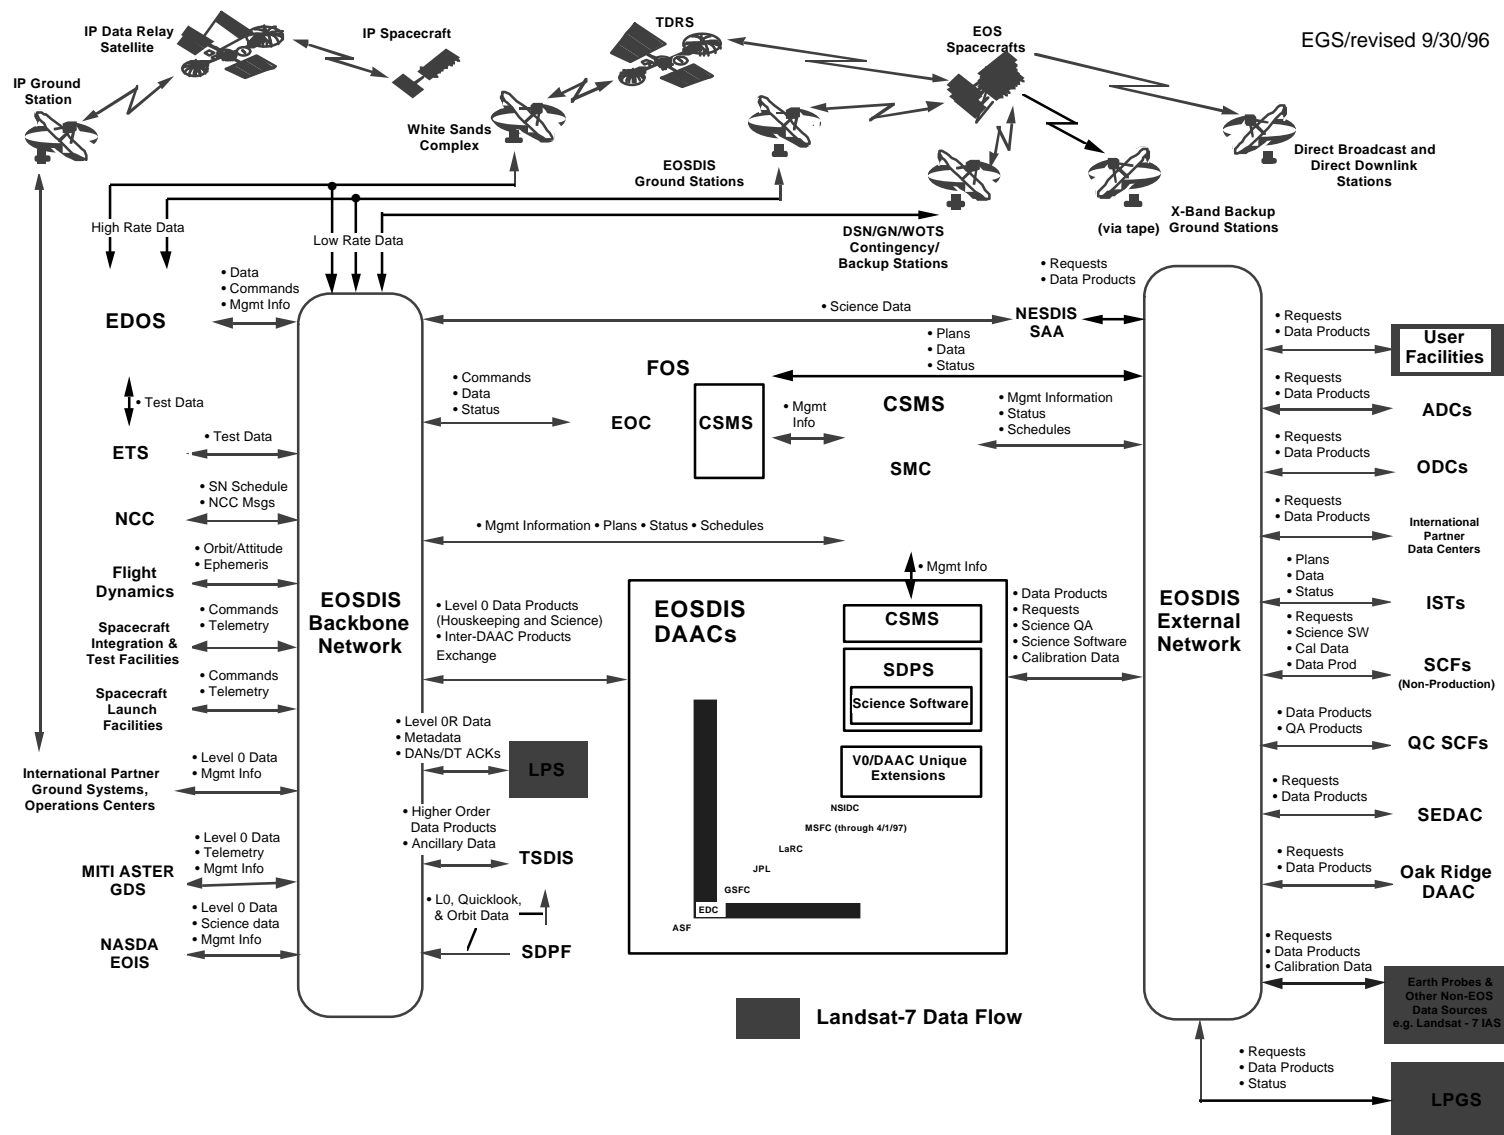 EGS/revised 9/30/96
IP Data Relay
Satellite
IP Spacecraft
TDRS
EOS
Spacecrafts
IP Ground
Station
White Sands
Complex
EOSDIS
Ground Stations
Direct Broadcast and
Direct Downlink
Stations
DSN/GN/WOTS
Contingency/
Backup Stations
(via tape)
X-Band Backup
Ground Stations
High Rate Data
Low Rate Data
EDOS
• Data
• Commands
• Mgmt Info
• Test Data
ETS
• Test Data
NCC
• SN Schedule
• NCC Msgs
Flight
Dynamics
• Orbit/Attitude
• Ephemeris
Spacecraft
Integration &
Test Facilities
• Commands
• Telemetry
Spacecraft
Launch
Facilities
• Commands
• Telemetry
International Partner
Ground Systems,
Operations Centers
• Level 0 Data
• Mgmt Info
MITI ASTER
GDS
• Level 0 Data
• Telemetry
• Mgmt Info
NASDA
EOIS
• Level 0 Data
• Science data
• Mgmt Info
EOSDIS
Backbone
Network
• Science Data
NESDIS
SAA
• Requests
• Data Products
FOS
• Plans
• Data
• Status
• Commands
• Data
• Status
EOC
CSMS
• Mgmt
Info
CSMS
SMC
• Mgmt Information
• Status
• Schedules
• Mgmt Information • Plans • Status • Schedules
• Mgmt Info
• Level 0 Data Products
(Houskeeping and Science)
• Inter-DAAC Products
Exchange
• Level 0R Data
• Metadata
• DANs/DT ACKs
LPS
• Higher Order
Data Products
• Ancillary Data
TSDIS
• L0, Quicklook,
& Orbit Data
SDPF
EOSDIS
DAACs
CSMS
SDPS
Science Software
V0/DAAC Unique
Extensions
NSIDC
MSFC (through 4/1/97)
LaRC
JPL
GSFC
EDC
ASF
• Data Products
• Requests
• Science QA
• Science Software
• Calibration Data
EOSDIS
External
Network
• Requests
• Data Products
User
Facilities
• Requests
• Data Products
ADCs
• Requests
• Data Products
ODCs
• Requests
• Data Products
International
Partner
Data Centers
• Plans
• Data
• Status
ISTs
• Requests
• Science SW
• Cal Data
• Data Prod
SCFs
(Non-Production)
• Data Products
• QA Products
QC SCFs
• Requests
• Data Products
SEDAC
• Requests
• Data Products
Oak Ridge
DAAC
• Requests
• Data Products
• Calibration Data
Earth Probes &
Other Non-EOS
Data Sources
e.g. Landsat - 7 IAS
• Requests
• Data Products
• Status
LPGS
Landsat-7 Data Flow